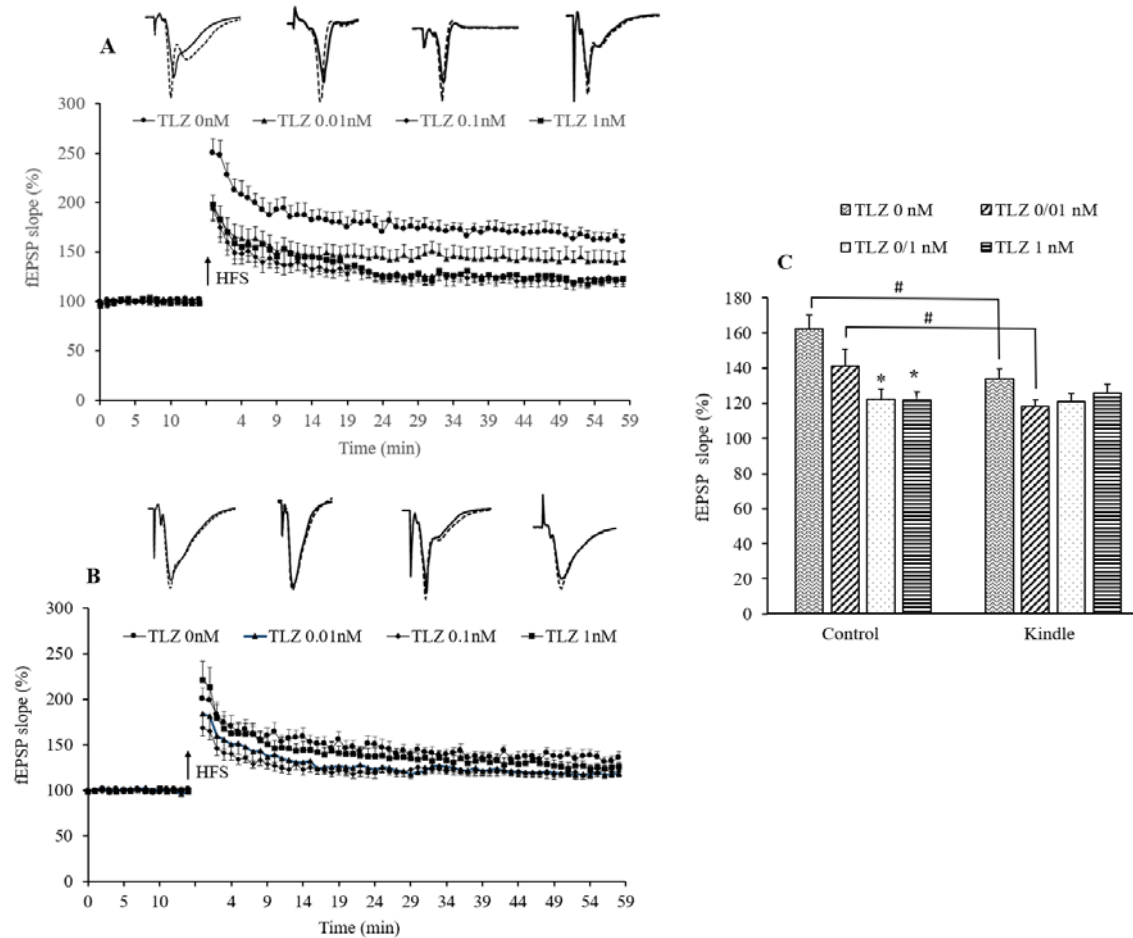 A
fEPSP slope (%)
300
250
200
150
100
50
0
TLZ 0nM TLZ 0.01nM TLZ 0.1nM TLZ 1nM
HFS
0 5 10 4 9 14 19 24 29 34 39 44 49 54 59
Time (min)
B
fEPSP slope (%)
300
250
200
150
100
50
0
TLZ 0nM TLZ 0.01nM TLZ 0.1nM TLZ 1nM
HFS
0 5 10 4 9 14 19 24 29 34 39 44 49 54 59
Time (min)
TLZ 0 nM TLZ 0/01 nM
TLZ 0/1 nM TLZ 1 nM
C
fEPSP slope (%)
180
160
140
120
100
80
60
40
20
0
#
#
* *
Control Kindle